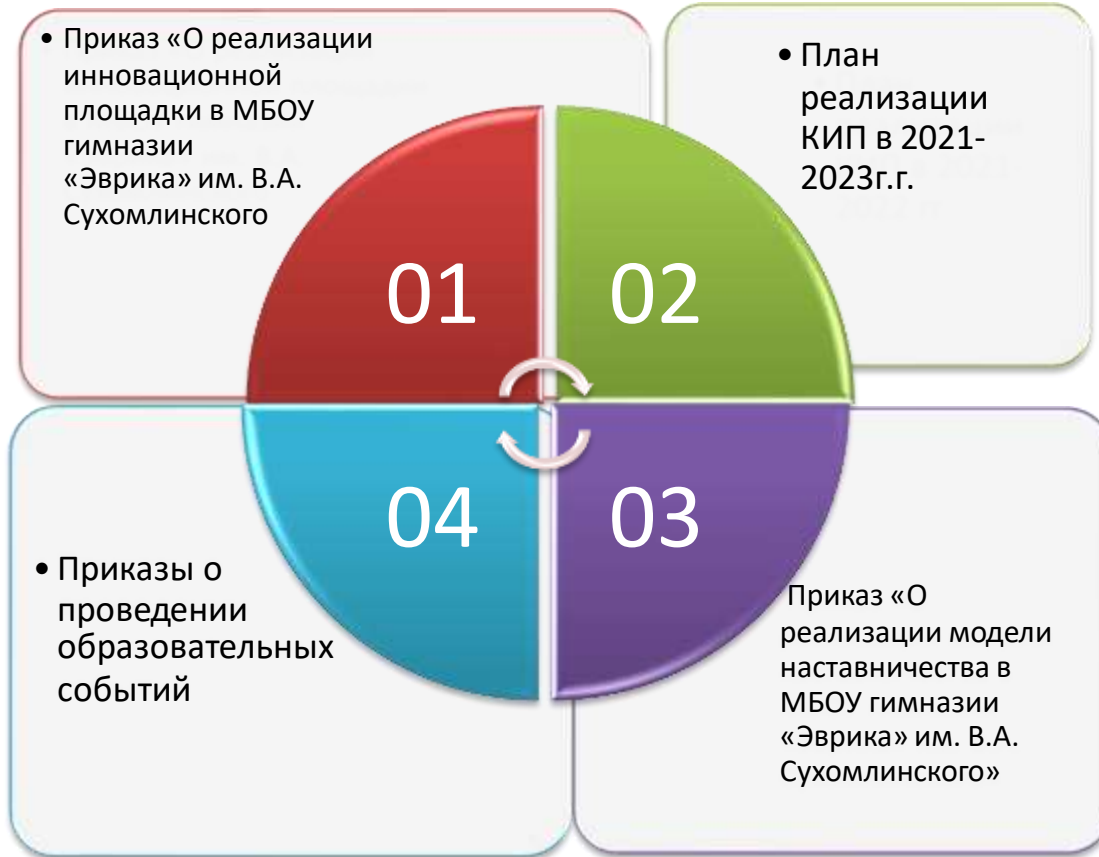 • Приказ «О реализации
инновационной
площадки в МБОУ
гимназии
«Эврика» им. В.А.
Сухомлинского
• План
реализации
КИП в 2021-
2023г.г.
01
02
04
03
• Приказы о
проведении
образовательных
событий
Приказ «О
реализации модели
наставничества в
МБОУ гимназии
«Эврика» им. В.А.
Сухомлинского»